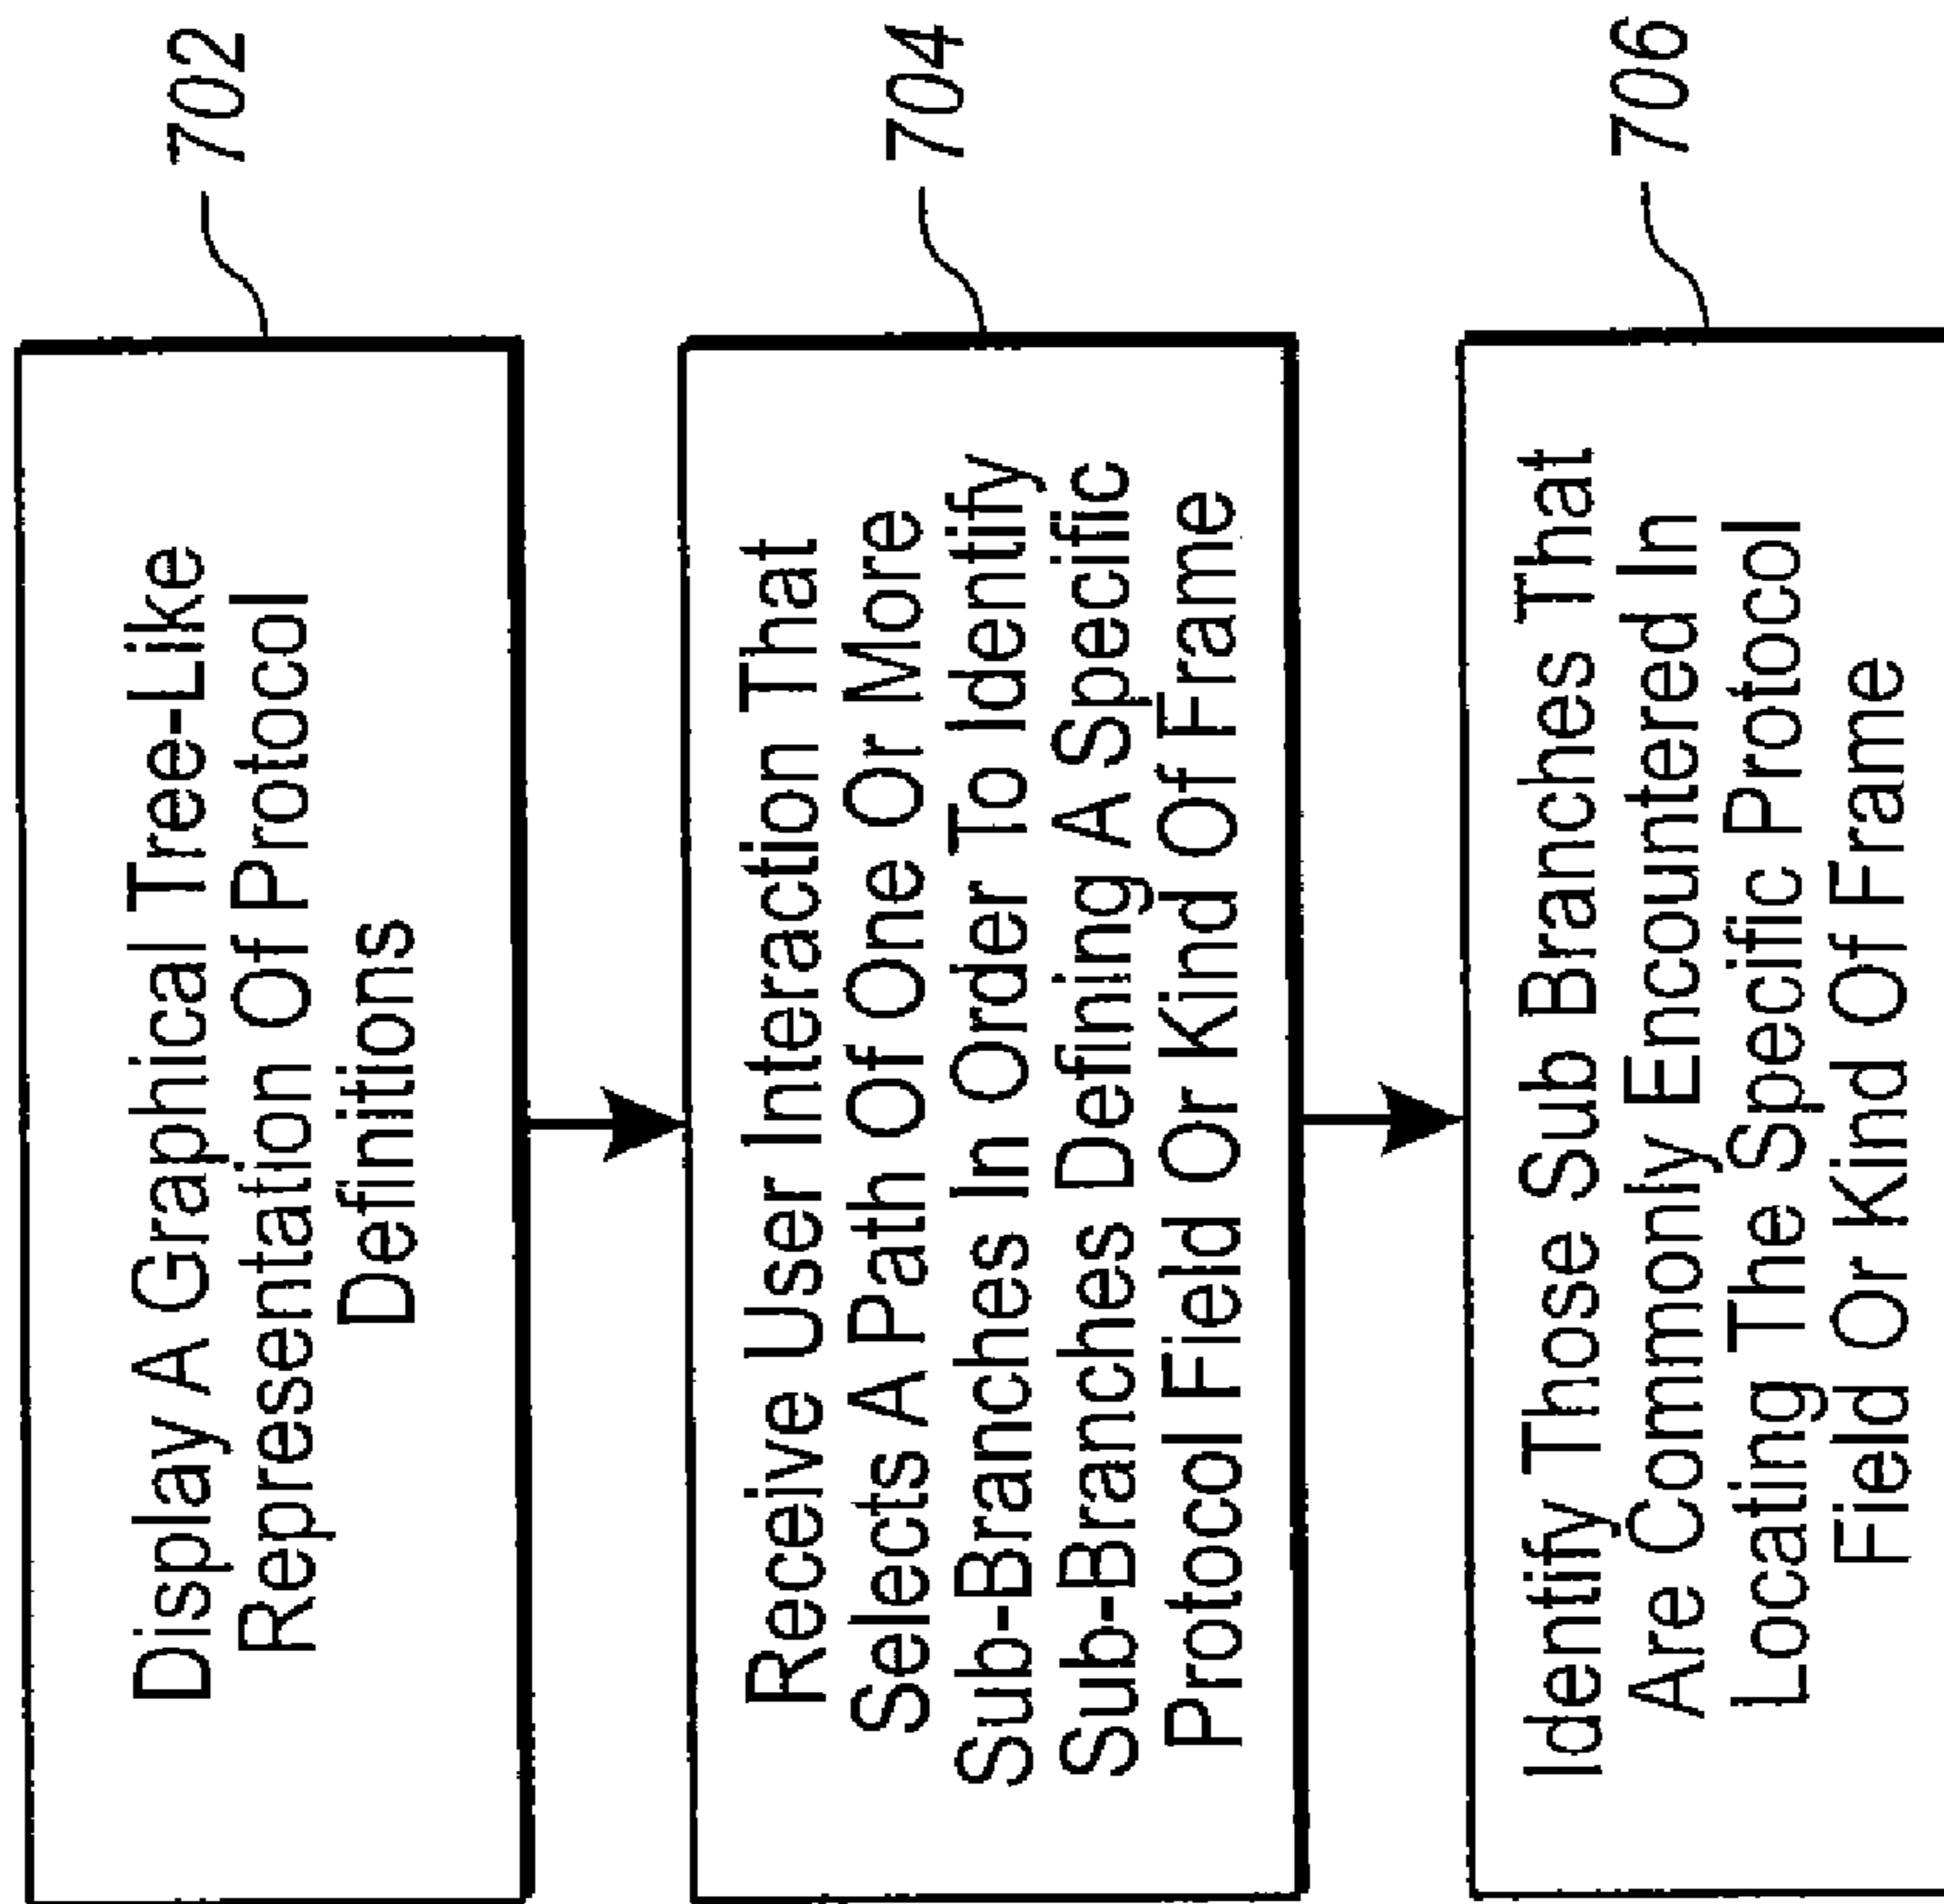 Display A Graphical Tree-Like
Representation Of Protocol
Definitions
702
Receive User Interaction That
Selects A Path Of One Or More
Sub-Branches In Order To Identify
Sub-Branches Defining A Specific
Protocol Field Or Kind Of Frame
704
Identify Those Sub Branches That
Are Commonly Encountered In
Locating The Specific Protocol
Field Or Kind Of Frame
706